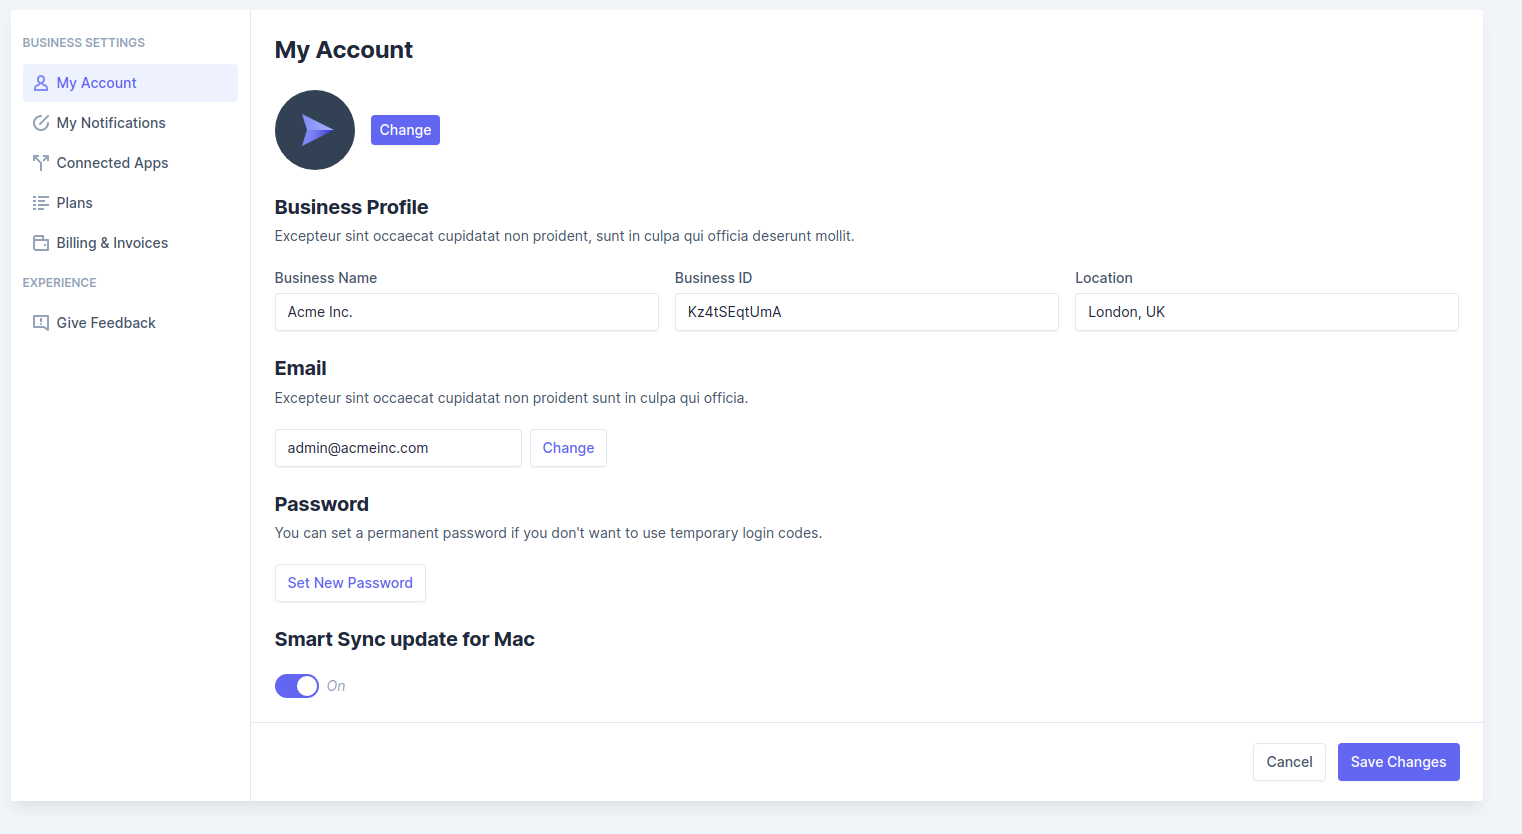 BUSINESS SETTINGS
My Account
My Notifications
Connected Apps
Plans
Billing & Invoices
EXPERIENCE
Give Feedback
My Account
Change
Business Profile
Excepteur sint occaecat cupidatat non proident, sunt in culpa qui officia deserunt mollit.
Business Name
Business ID
Location
Acme Inc.
Kz4tSEqtUmA
London, UK
Email
Excepteur sint occaecat cupidatat non proident sunt in culpa qui officia.
admin@acmeinc.com
Change
Password
You can set a permanent password if you don't want to use temporary login codes.
Set New Password
Smart Sync update for Mac
On
Cancel
Save Changes